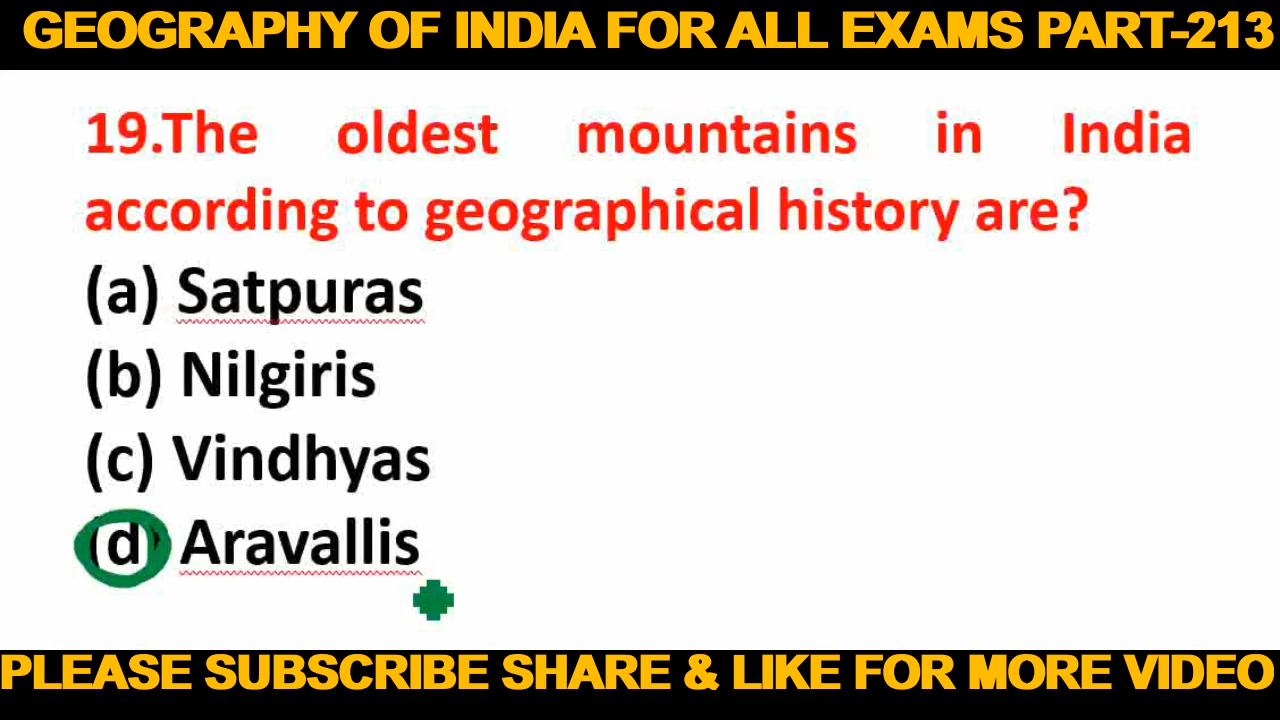 GEOGRAPHY OF INDIA FOR ALL EXAMS PART-213
19.The oldest mountains in India
according to geographical history are?
(a) Satpuras
(b) Nilgiris
(c) Vindhyas
(d) Aravallis
PLEASE SUBSCRIBE SHARE & LIKE FOR MORE VIDEO